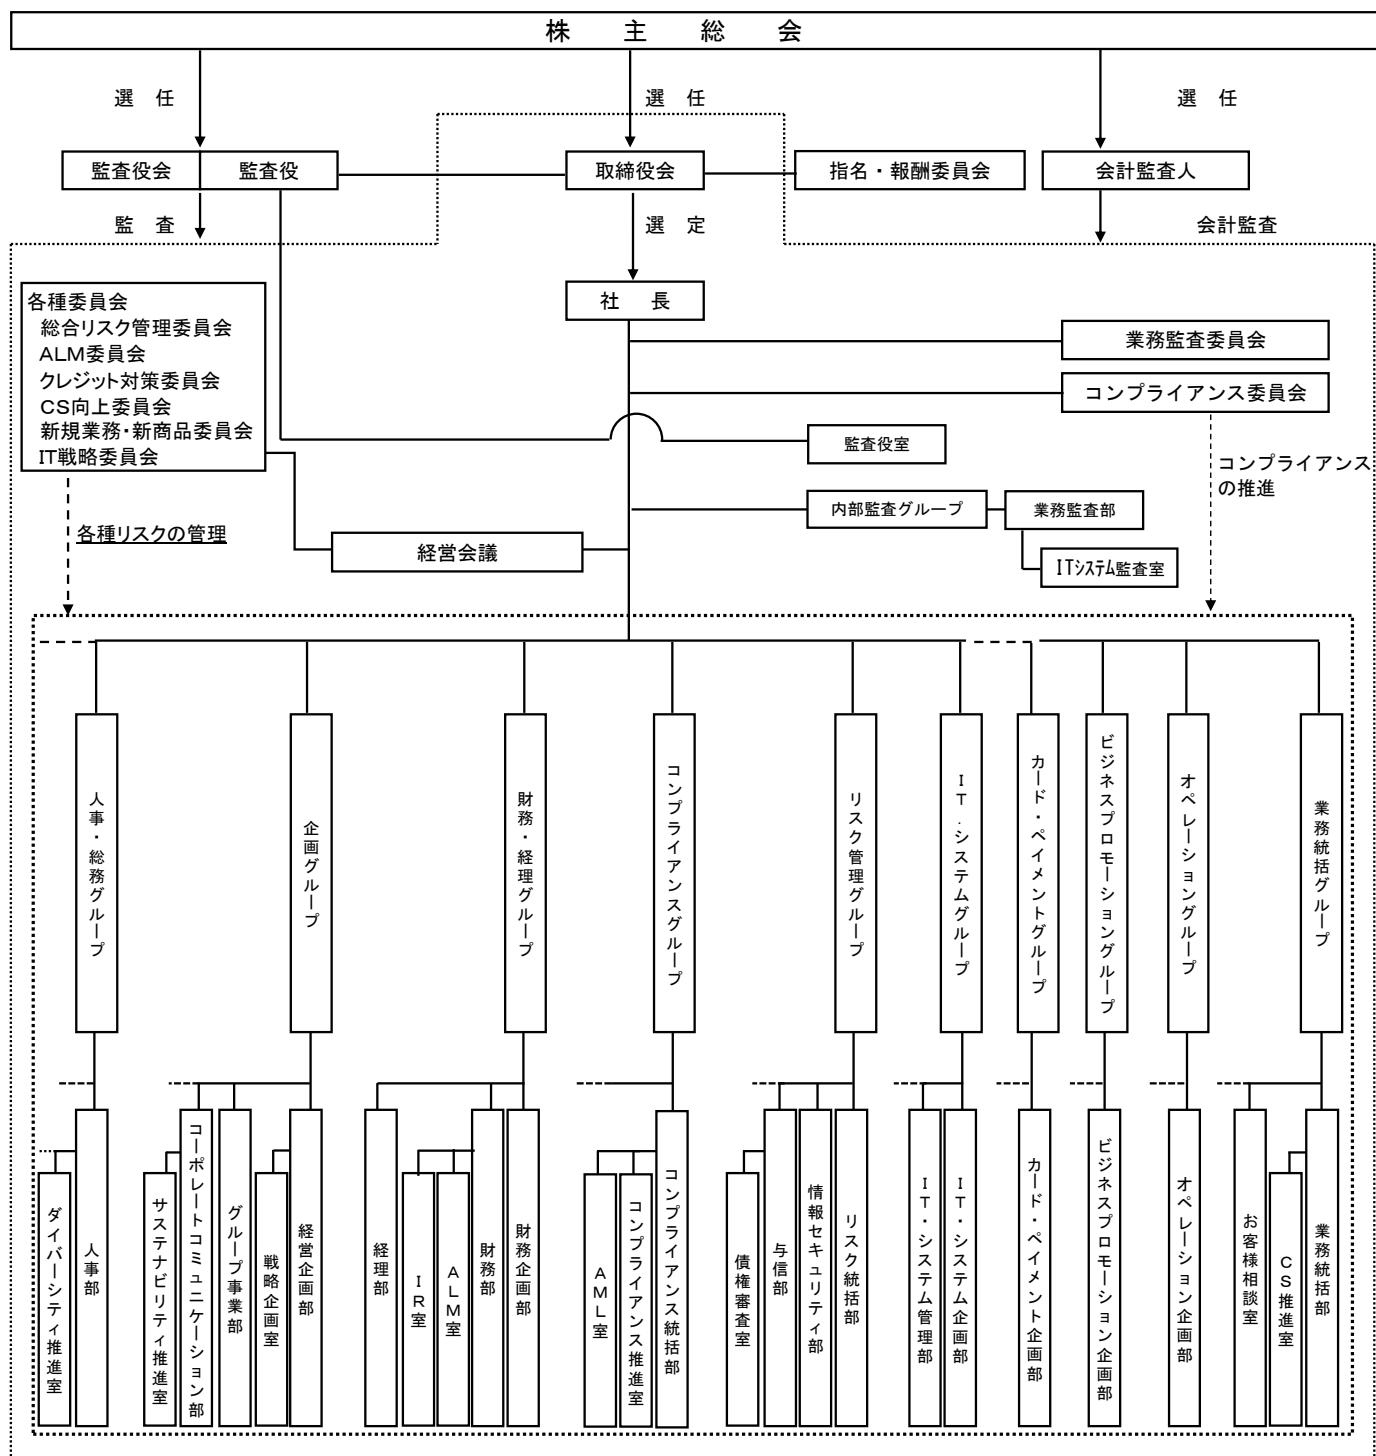 株主総会
選任
選任
選任
監査役会
監査役
取締役会
指名・報酬委員会
会計監査人
監査
選定
会計監査
社長
各種委員会
総合リスク管理委員会
ALM委員会
クレジット対策委員会
CS向上委員会
新規業務・新商品委員会
IT戦略委員会
業務監査委員会
コンプライアンス委員会
監査役室
コンプライアンス
の推進
内部監査グループ
業務監査部
各種リスクの管理
経営会議
ITシステム監査室
人事・総務グループ
企画グループ
財務・経理グループ
コンプライアンスグループ
リスク管理グループ
IT.システムグループ
カード・ペイメントグループ
ビジネスプロモーショングループ
オペレーショングループ
業務統括グループ
ダイバーシティ推進室
人事部
サステナビリティ推進室
コーポレートコミュニケーション部
グループ事業部
戦略企画室
経営企画部
経理部
IR室
ALM室
財務部
財務企画部
AML室
コンプライアンス推進室
コンプライアンス統括部
債権審査室
与信部
情報セキュリティ部
リスク統括部
IT・システム管理部
IT・システム企画部
カード・ペイメント企画部
ビジネスプロモーション企画部
オペレーション企画部
お客様相談室
CS推進室
業務統括部